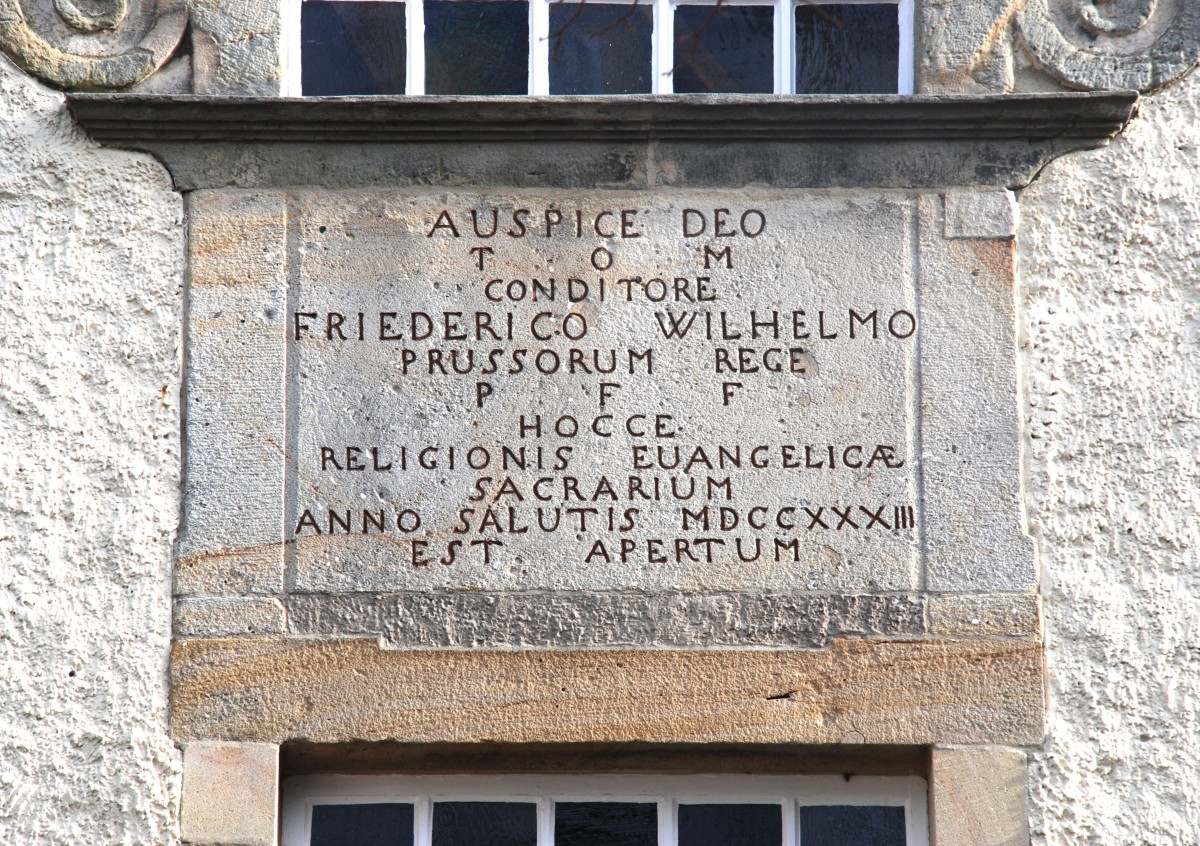 AUSPICE DEO
T O M
CONDITORE
FRIEDERICO WILHELMO
PRUSSORUM REGE
P F F
HOCCE
RELIGIONIS EUANGELICÆ
SACRARIUM
ANNO SALUTIS MDCCXXXIII
EST APERTUM